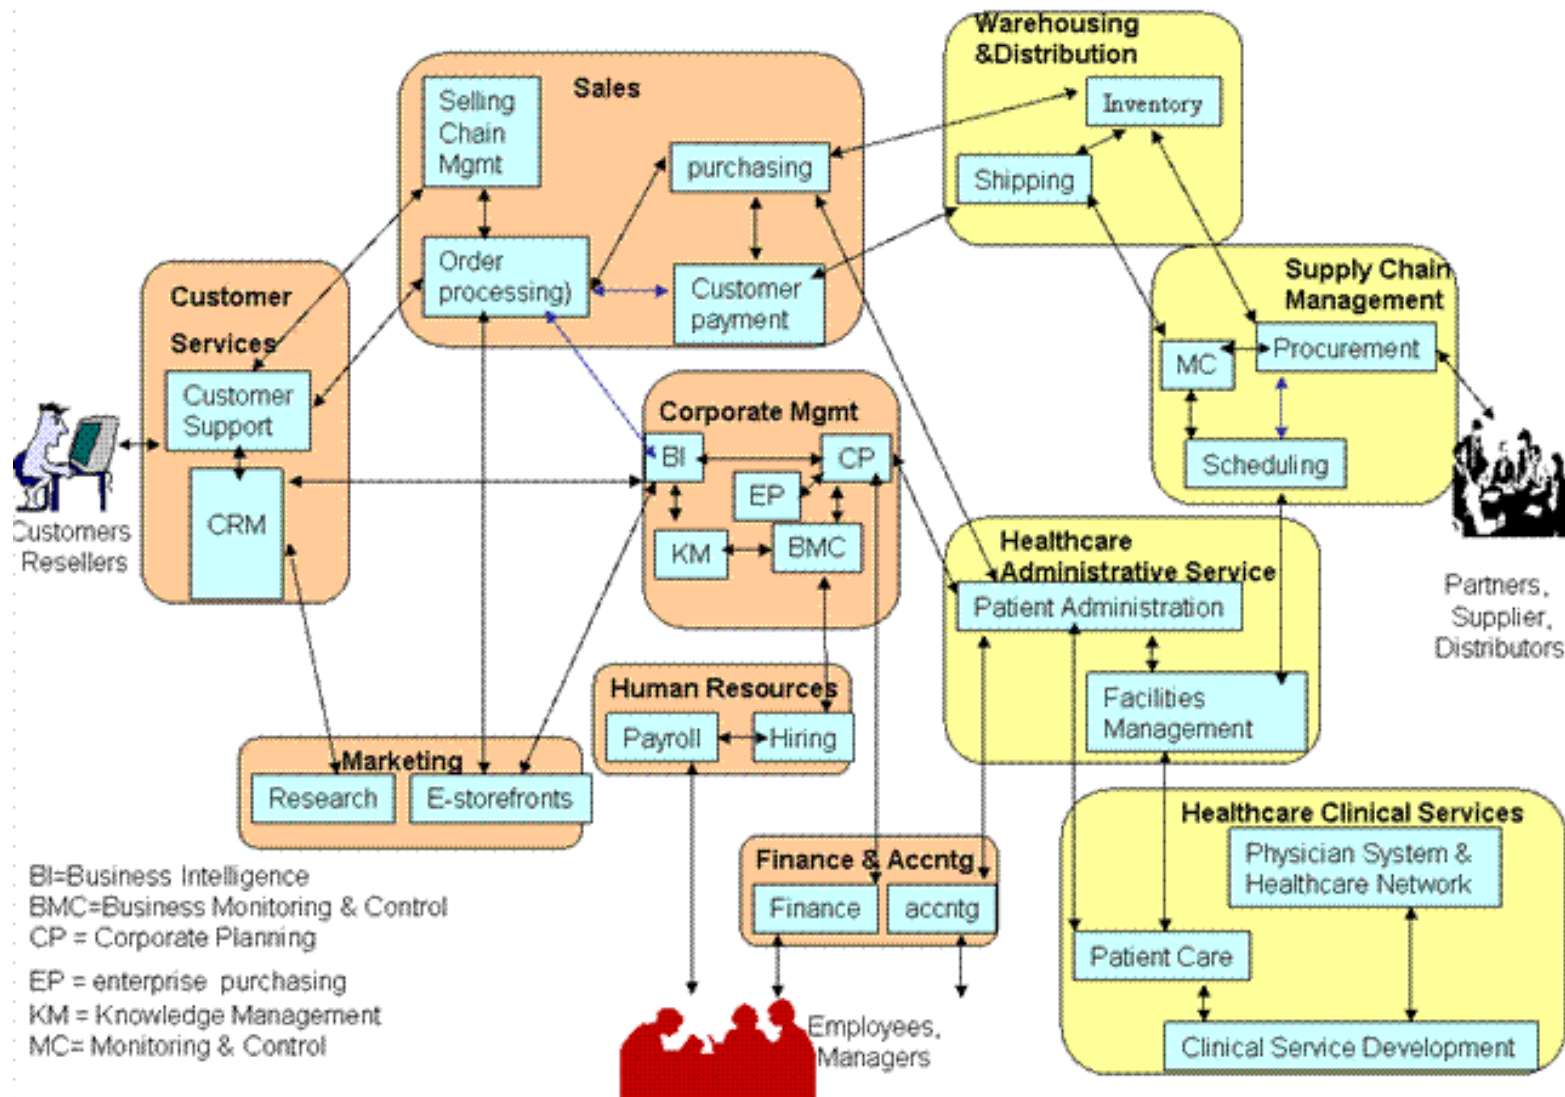 Warehousing
&Distribution
Inventory
Shipping
Sales
Selling
Chain
Mgmt
purchasing
Order
processing)
Customer
payment
Supply Chain
Management
MC
Procurement
Scheduling
Customer
Services
Customer
Support
CRM
Customers
Resellers
Corporate Mgmt
BI
CP
EP
KM
BMC
Partners,
Supplier,
Distributors
Healthcare
Administrative Service
Patient Administration
Facilities
Management
Human Resources
Payroll
Hiring
Marketing
Research
E-storefronts
Healthcare Clinical Services
Physician System &
Healthcare Network
Patient Care
Clinical Service Development
Finance & Accntg
Finance
accntg
Employees,
Managers
BI=Business Intelligence
BMC=Business Monitoring & Control
CP = Corporate Planning
EP = enterprise purchasing
KM = Knowledge Management
MC= Monitoring & Control